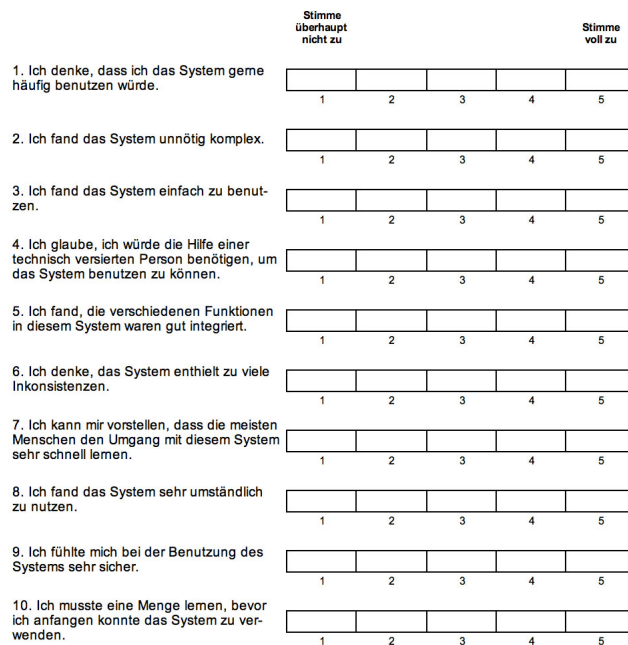 Stimme
überhaupt
nicht zu
Stimme
voll zu
1. Ich denke, dass ich das System gerne
häufig benutzen würde.
1 2 3 4 5
2. Ich fand das System unnötig komplex.
1 2 3 4 5
3. Ich fand das System einfach zu benut-
zen.
1 2 3 4 5
4. Ich glaube, ich würde die Hilfe einer
technisch versierten Person benötigen, um
das System benutzen zu können.
1 2 3 4 5
5. Ich fand, die verschiedenen Funktionen
in diesem System waren gut integriert.
1 2 3 4 5
6. Ich denke, das System enthielt zu viele
Inkonsistenzen.
1 2 3 4 5
7. Ich kann mir vorstellen, dass die meisten
Menschen den Umgang mit diesem System
sehr schnell lernen.
1 2 3 4 5
8. Ich fand das System sehr umständlich
zu nutzen.
1 2 3 4 5
9. Ich fühlte mich bei der Benutzung des
Systems sehr sicher.
1 2 3 4 5
10. Ich musste eine Menge lernen, bevor
ich anfangen konnte das System zu ver-
wenden.
1 2 3 4 5